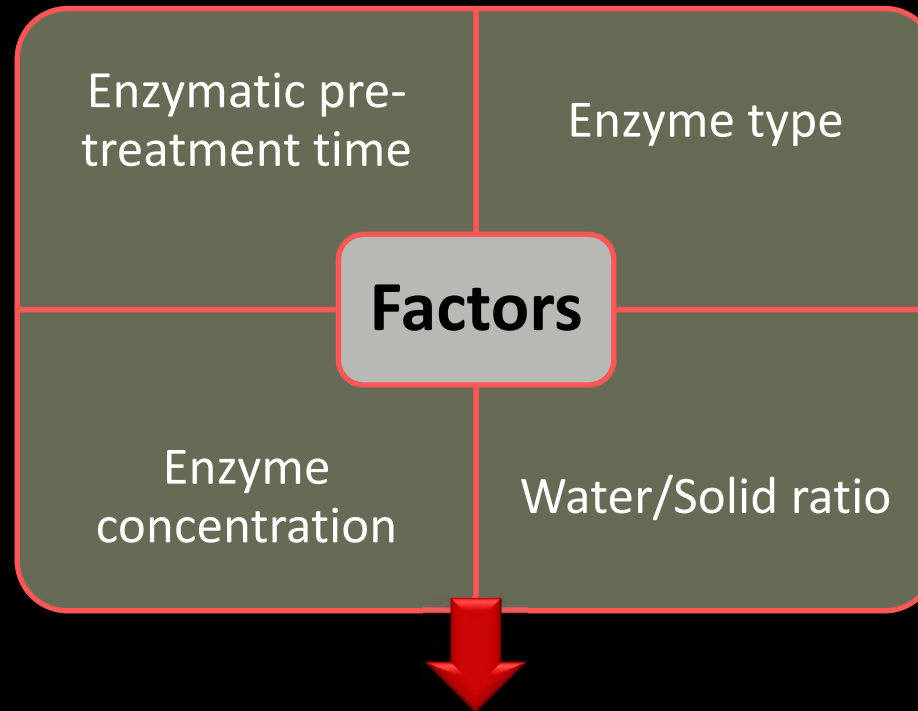 Enzymatic pre-
treatment time
Enzyme type
Factors
Enzyme
concentration
Water/Solid ratio